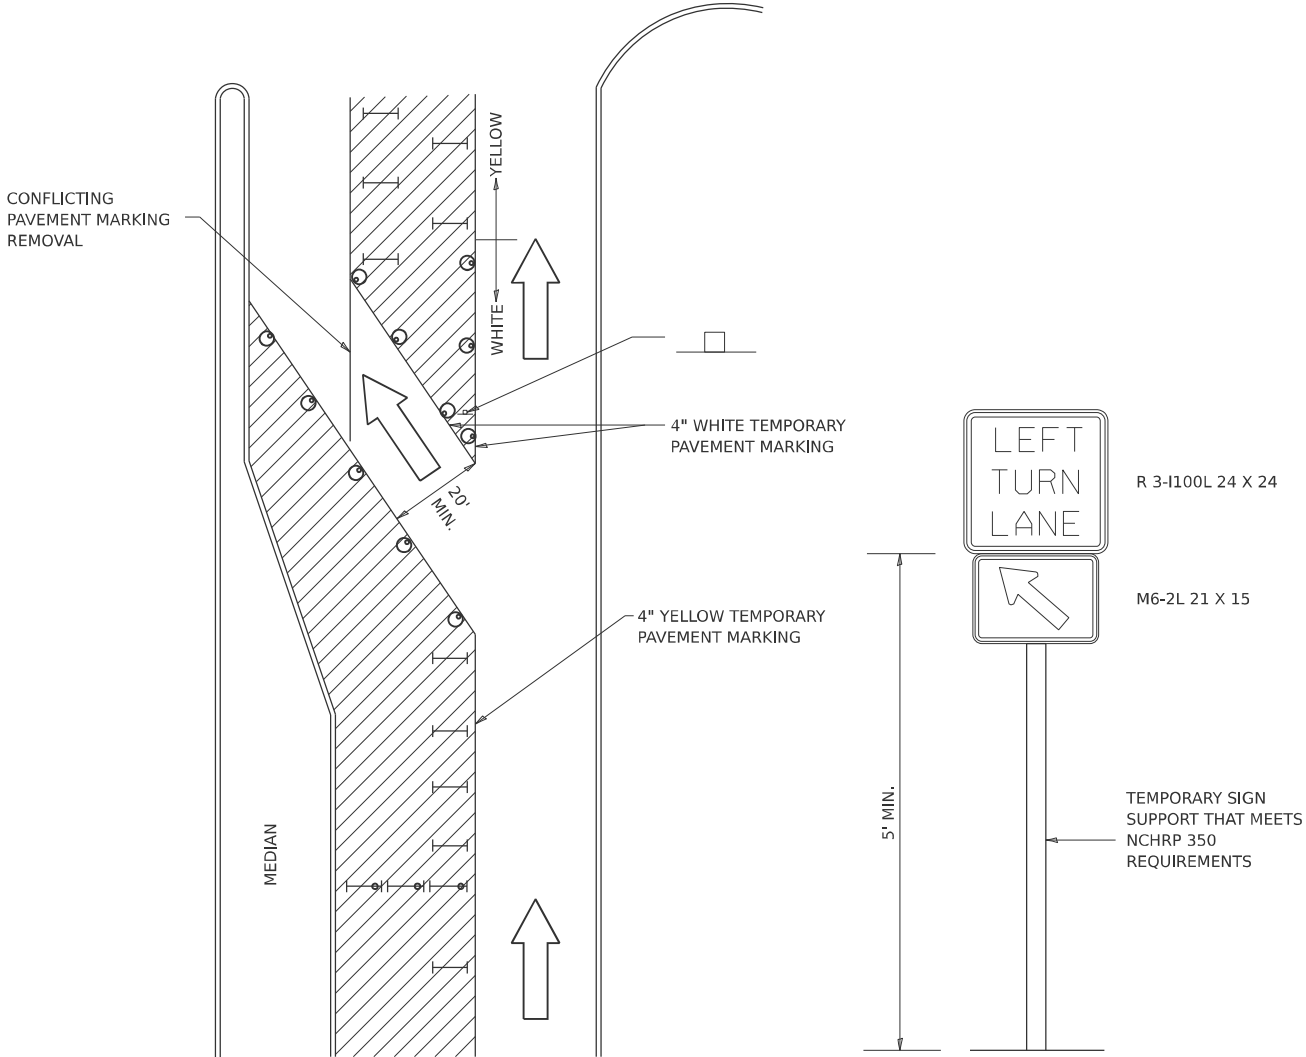 YELLOW
CONFLICTING
PAVEMENT MARKING
REMOVAL
WHITE
4" WHITE TEMPORARY
PAVEMENT MARKING
20'
MIN.
LEFT
TURN
LANE
R 3-I100L 24 X 24
M6-2L 21 X 15
4" YELLOW TEMPORARY
PAVEMENT MARKING
MEDIAN
5' MIN.
TEMPORARY SIGN
SUPPORT THAT MEETS
NCHRP 350
REQUIREMENTS